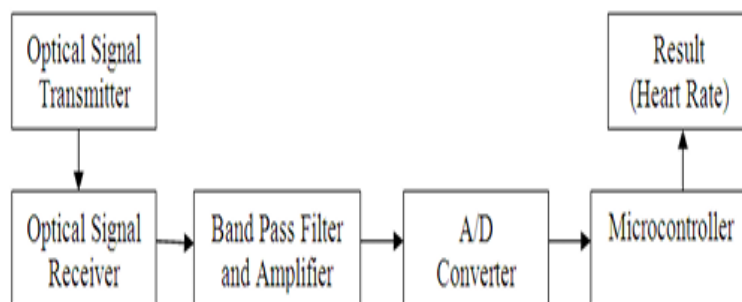 Optical Signal
Transmitter
Result
(Heart Rate)
Optical Signal
Receiver
Band Pass Filter
and Amplifier
A/D
Converter
Microcontroller